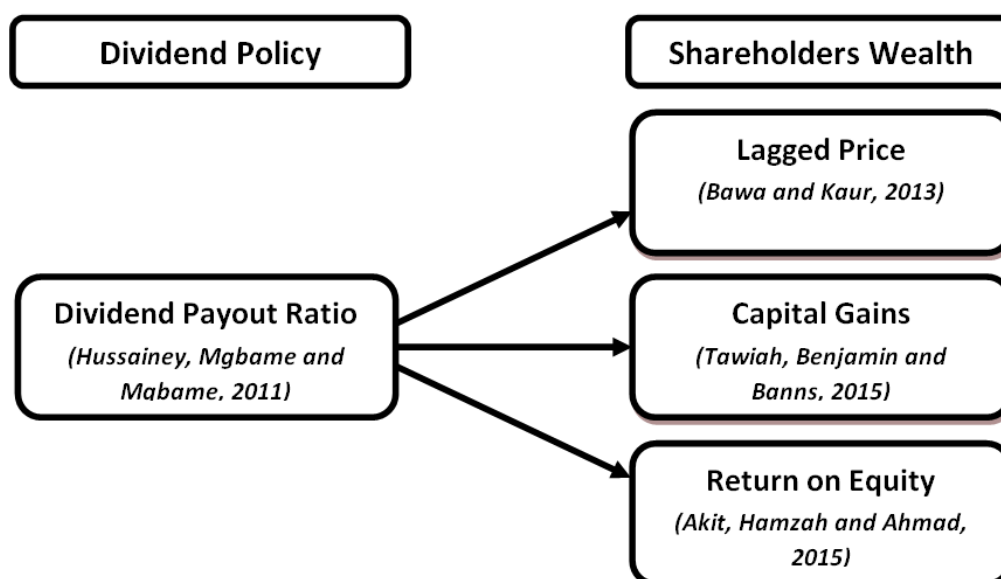 Dividend Policy
Shareholders Wealth
Lagged Price
(Bawa and Kaur, 2013)
Dividend Payout Ratio
(Hussainey, Mgbame and
Mgbame, 2011)
Capital Gains
(Tawiah, Benjamin and
Banns, 2015)
Return on Equity
(Akit, Hamzah and Ahmad,
2015)